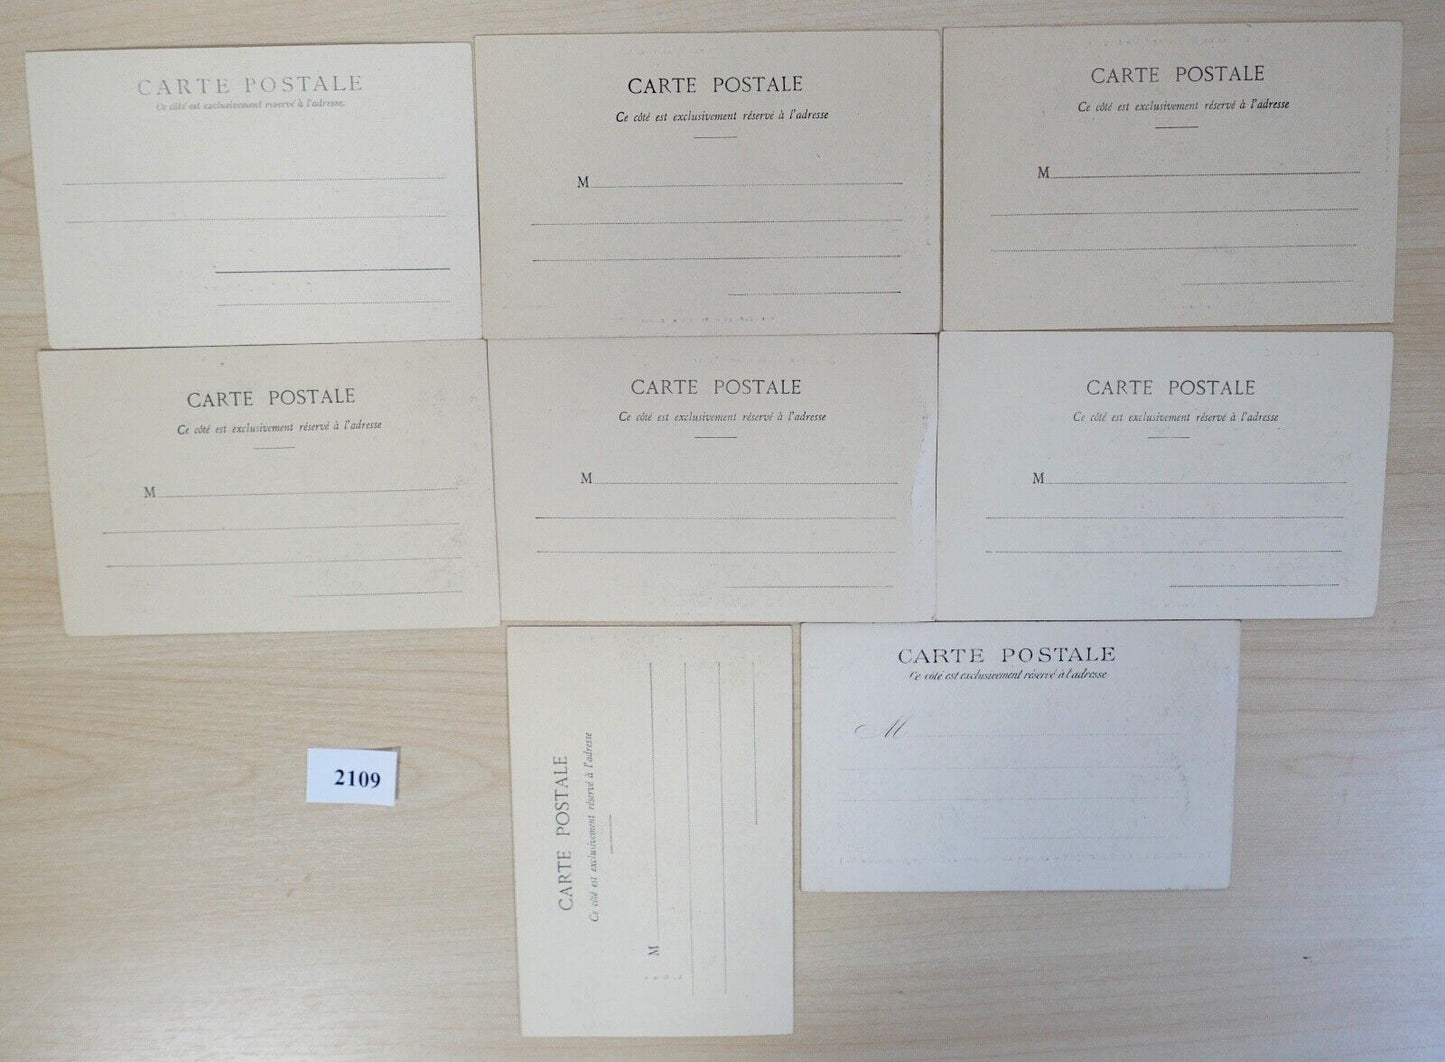 CARTE POSTALE
Ce côté est exclusivement reservé à l'adresse.
CARTE POSTALE
Ce côté est exclusivement réservé à l'adresse
M
CARTE POSTALE
Ce côté est exclusivement réservé à l'adresse
M
CARTE POSTALE
Ce côté est exclusivement réservé à l'adresse
M
CARTE POSTALE
Ce côté est exclusivement réservé à l'adresse
M
CARTE POSTALE
Ce côté est exclusivement réservé à l'adresse
M
CARTE POSTALE
Ce côté est exclusivement réservé à l'adresse
M
CARTE POSTALE
Ce côté est exclusivement réservé à l'adresse
M
2109